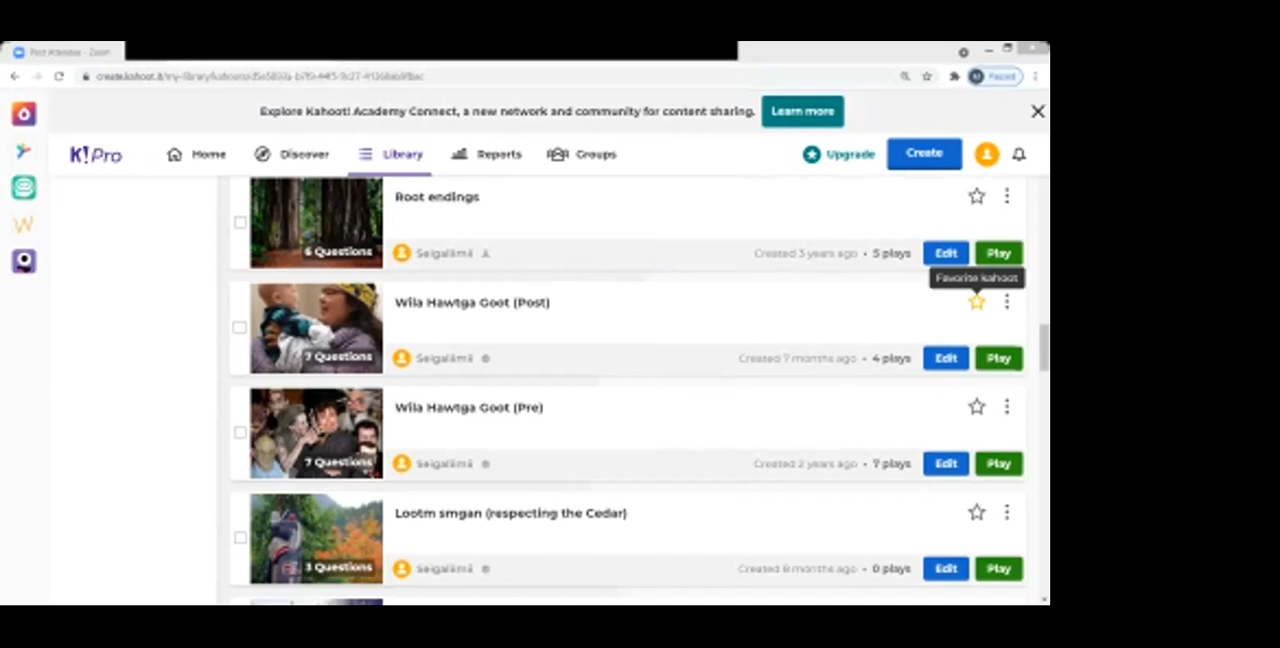 Post Attendee - Zoom
Explore Kahoot! Academy Connect, a new network and community for content sharing.
Learn more
K! Pro
Home
Discover
Library
Reports
Groups
Upgrade
Create
Root endings
6 Questions
Created 3 years ago • 5 plays
Edit
Play
Favorite kahoot
Wila Hawtga Goot (Post)
7 Questions
Created 7 months ago • 4 plays
Edit
Play
Wila Hawtga Goot (Pre)
7 Questions
Created 2 years ago • 7 plays
Edit
Play
Lootm smgan (respecting the Cedar)
3 Questions
Created 8 months ago • 0 plays
Edit
Play